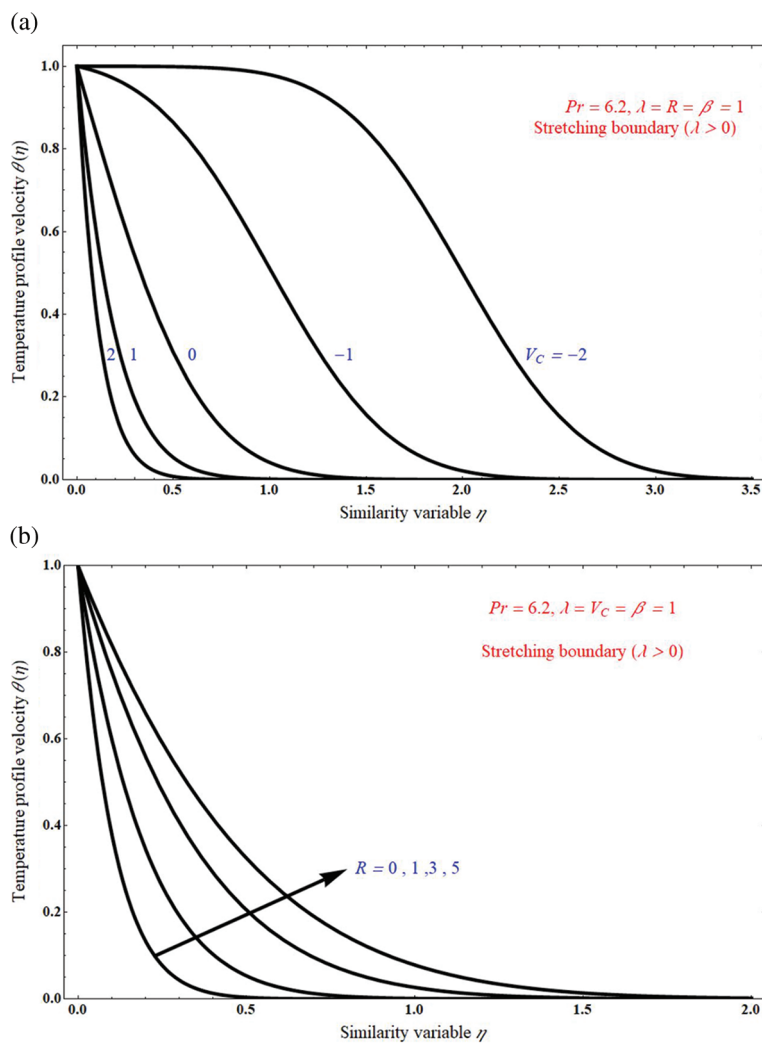 (a)
1.0
0.8
0.6
0.4
0.2
0.0
Temperature profile velocity θ(η)
Pr = 6.2, λ = R = β = 1
Stretching boundary (λ > 0)
2 1 0 −1 V_C = −2
0.0 0.5 1.0 1.5 2.0 2.5 3.0 3.5
Similarity variable η
(b)
1.0
0.8
0.6
0.4
0.2
0.0
Temperature profile velocity θ(η)
Pr = 6.2, λ = V_C = β = 1
Stretching boundary (λ > 0)
R = 0 , 1 ,3 , 5
0.0 0.5 1.0 1.5 2.0
Similarity variable η